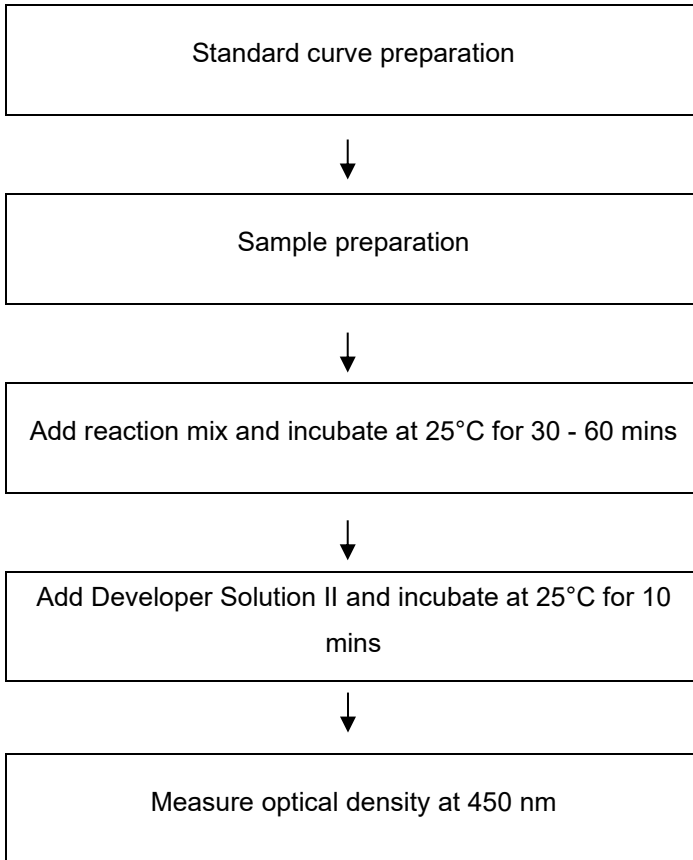 Standard curve preparation
Sample preparation
Add reaction mix and incubate at 25°C for 30 - 60 mins
Add Developer Solution II and incubate at 25°C for 10
mins
Measure optical density at 450 nm